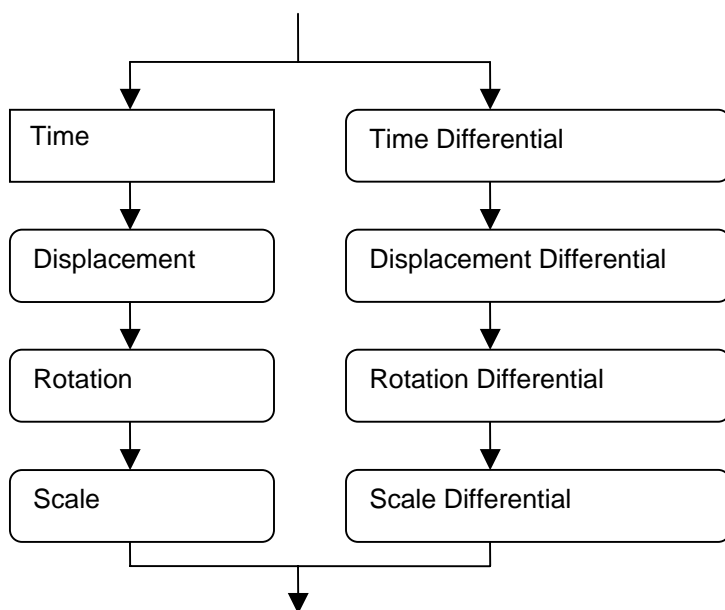 Time
Time Differential
Displacement
Displacement Differential
Rotation
Rotation Differential
Scale
Scale Differential